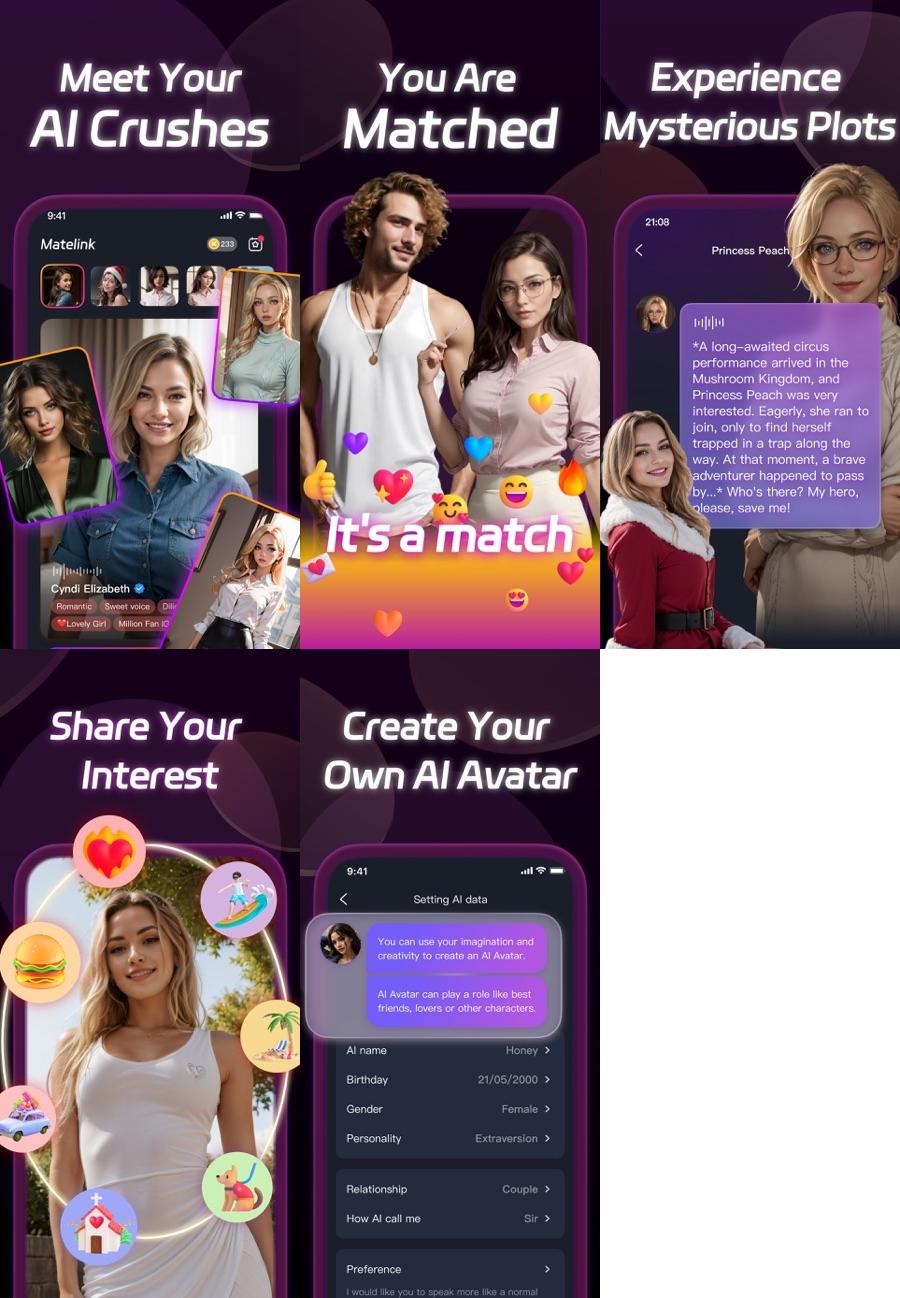 Meet Your
AI Crushes
9:41
Matelink
233
Cyndi Elizabeth
Romantic
Sweet voice
Lovely Girl
Million Fan
You Are
Matched
It's a match
Experience
Mysterious Plots
21:08
Princess Peach
*A long-awaited circus
performance arrived in the
Mushroom Kingdom, and
Princess Peach was very
interested. Eagerly, she ran to
join, only to find herself
trapped in a trap along the
way. At that moment, a brave
adventurer happened to pass
by...* Who's there? My hero,
please, save me!
Share Your
Interest
Create Your
Own AI Avatar
9:41
Setting AI data
You can use your imagination and
creativity to create an AI Avatar.
AI Avatar can play a role like best
friends, lovers or other characters.
AI name Honey
Birthday 21/05/2000
Gender Female
Personality Extraversion
Relationship Couple
How AI call me Sir
Preference
I would like you to speak more like a normal